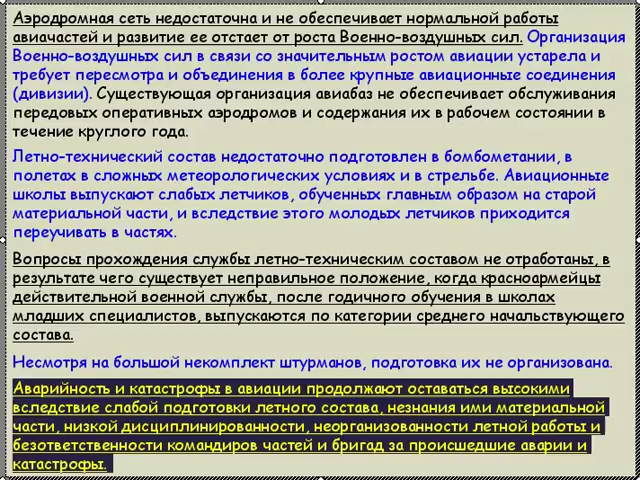 Аэродромная сеть недостаточна и не обеспечивает нормальной работы
авиачастей и развитие ее отстает от роста Военно-воздушных сил. Организация
Военно-воздушных сил в связи со значительным ростом авиации устарела и
требует пересмотра и объединения в более крупные авиационные соединения
(дивизии). Существующая организация авиабаз не обеспечивает обслуживания
передовых оперативных аэродромов и содержания их в рабочем состоянии в
течение круглого года.
Летно-технический состав недостаточно подготовлен в бомбометании, в
полетах в сложных метеорологических условиях и в стрельбе. Авиационные
школы выпускают слабых летчиков, обученных главным образом на старой
материальной части, и вследствие этого молодых летчиков приходится
переучивать в частях.
Вопросы прохождения службы летно-техническим составом не отработаны, в
результате чего существует неправильное положение, когда красноармейцы
действительной военной службы, после годичного обучения в школах
младших специалистов, выпускаются по категории среднего начальствующего
состава.
Несмотря на большой некомплект штурманов, подготовка их не организована.
Аварийность и катастрофы в авиации продолжают оставаться высокими
вследствие слабой подготовки летного состава, незнания ими материальной
части, низкой дисциплинированности, неорганизованности летной работы и
безответственности командиров частей и бригад за происшедшие аварии и
катастрофы.